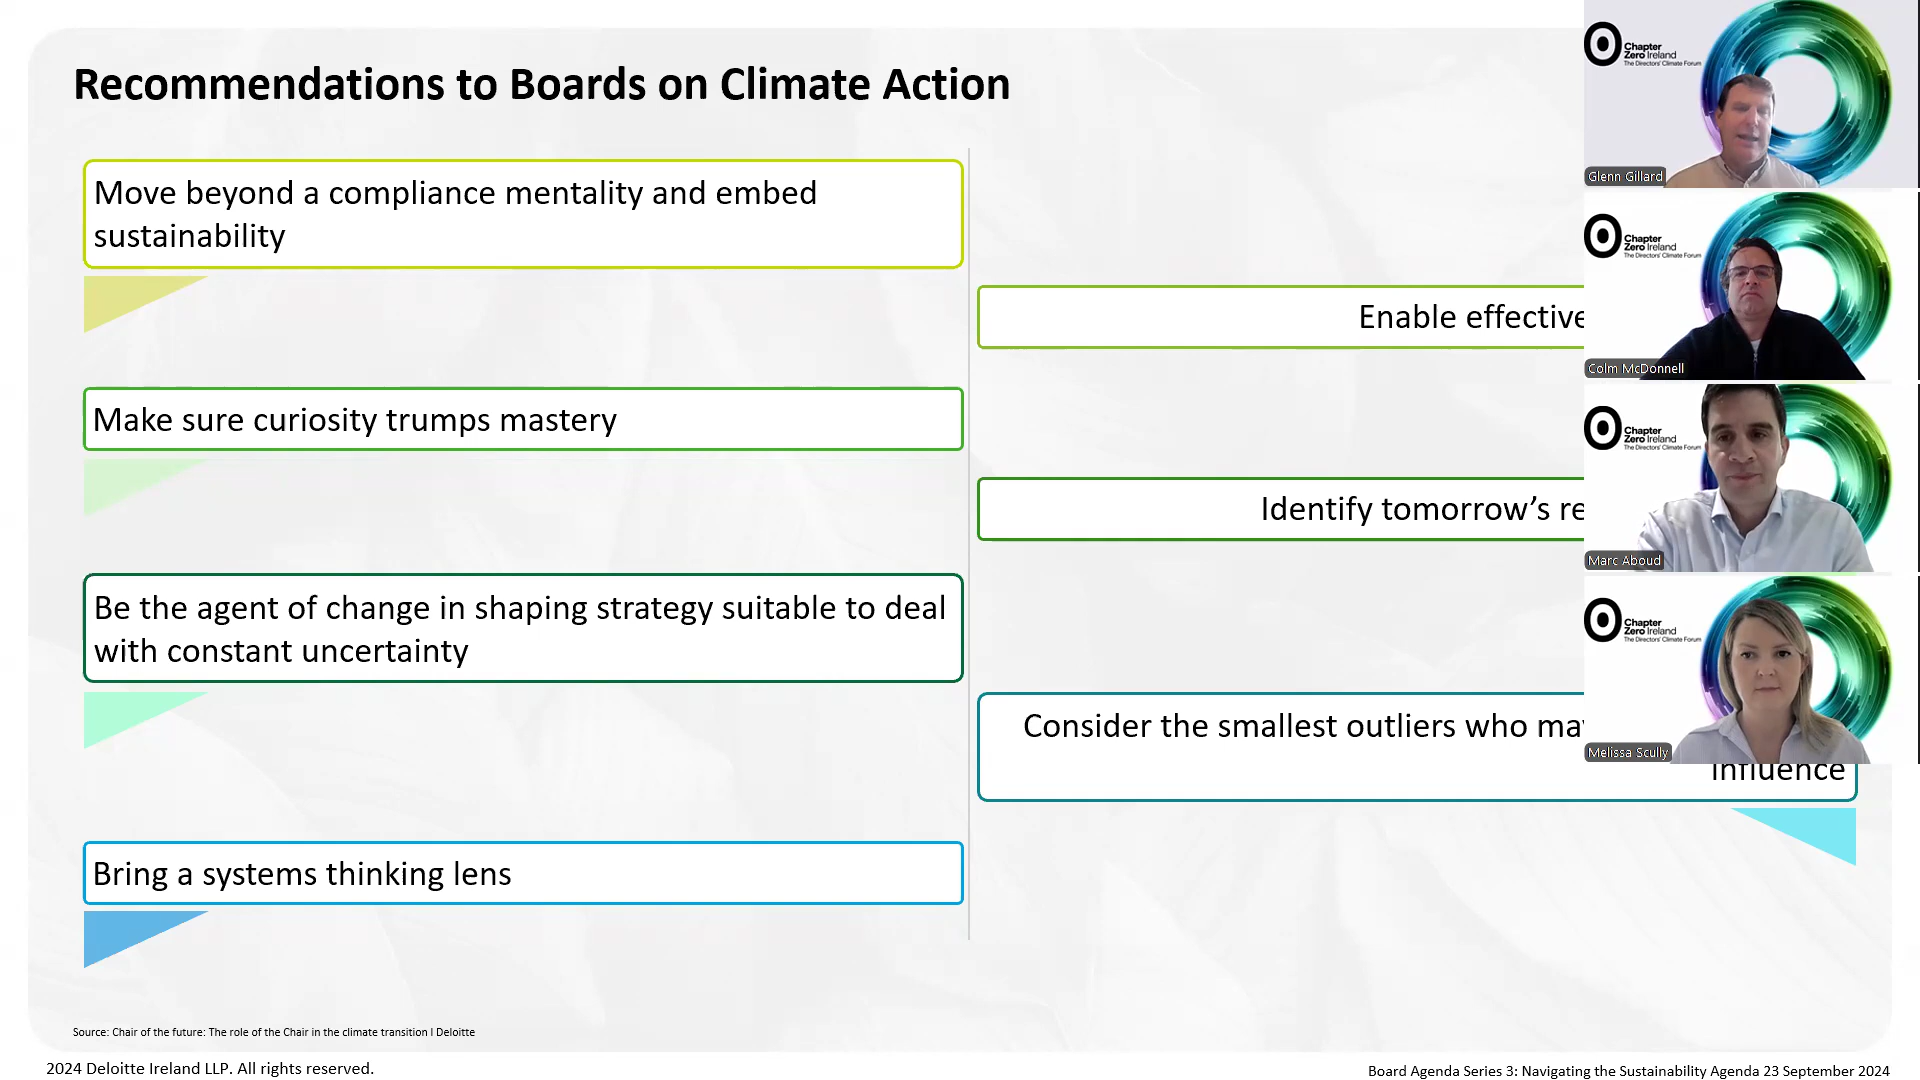 Recommendations to Boards on Climate Action
Move beyond a compliance mentality and embed
sustainability
Enable effective
Make sure curiosity trumps mastery
Identify tomorrow’s
Be the agent of change in shaping strategy suitable to deal
with constant uncertainty
Consider the smallest outliers who
influence
Bring a systems thinking lens
Source: Chair of the future: The role of the Chair in the climate transition I Deloitte
2024 Deloitte Ireland LLP. All rights reserved.
Board Agenda Series 3: Navigating the Sustainability Agenda 23 September 2024
Chapter
Zero Ireland
The Directors' Climate Forum
Glenn Gillard
Chapter
Zero Ireland
The Directors' Climate Forum
Colm McDonnell
Chapter
Zero Ireland
The Directors' Climate Forum
Marc Aboud
Chapter
Zero Ireland
The Directors' Climate Forum
Melissa Scully